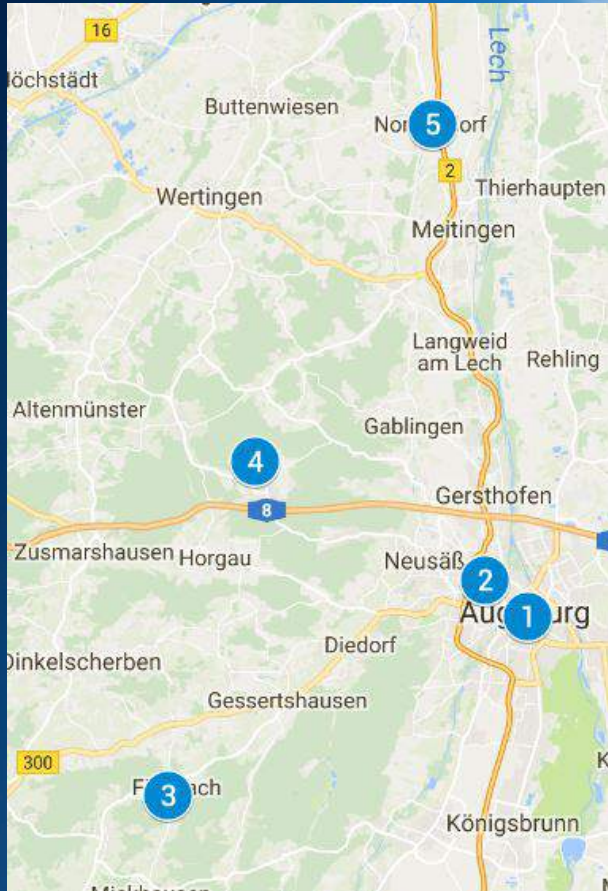 16
Höchstädt
Lech
Buttenwiesen
5
2
Thierhaupten
Wertingen
Meitingen
Langweid
am Lech
Rehling
Altenmünster
Gablingen
4
Gersthofen
8
Zusmarshausen
Horgau
Neusäß
2
1
Diedorf
Dinkelscherben
Gessertshausen
300
3
Königsbrunn